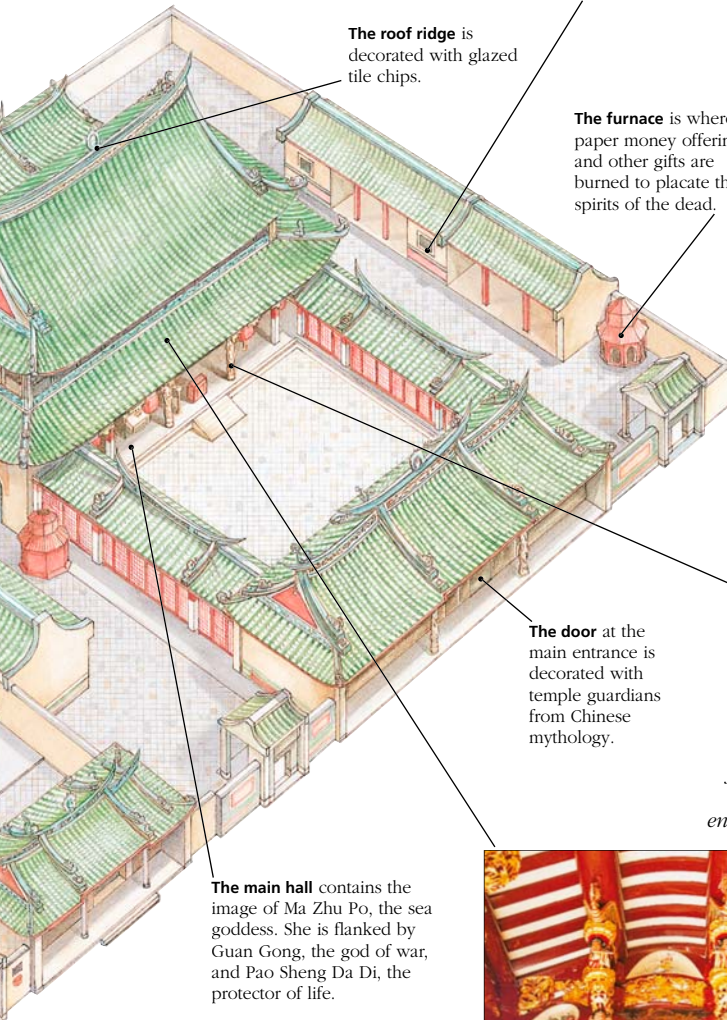 The roof ridge is
decorated with glazed
tile chips.
The furnace is where
paper money
and other gifts are
burned to placate
spirits of the dead.
The door at the
main entrance is
decorated with
temple guardians
from Chinese
mythology.
en
The main hall contains the
image of Ma Zhu Po, the sea
goddess. She is flanked by
Guan Gong, the god of war,
and Pao Sheng Da Di, the
protector of life.